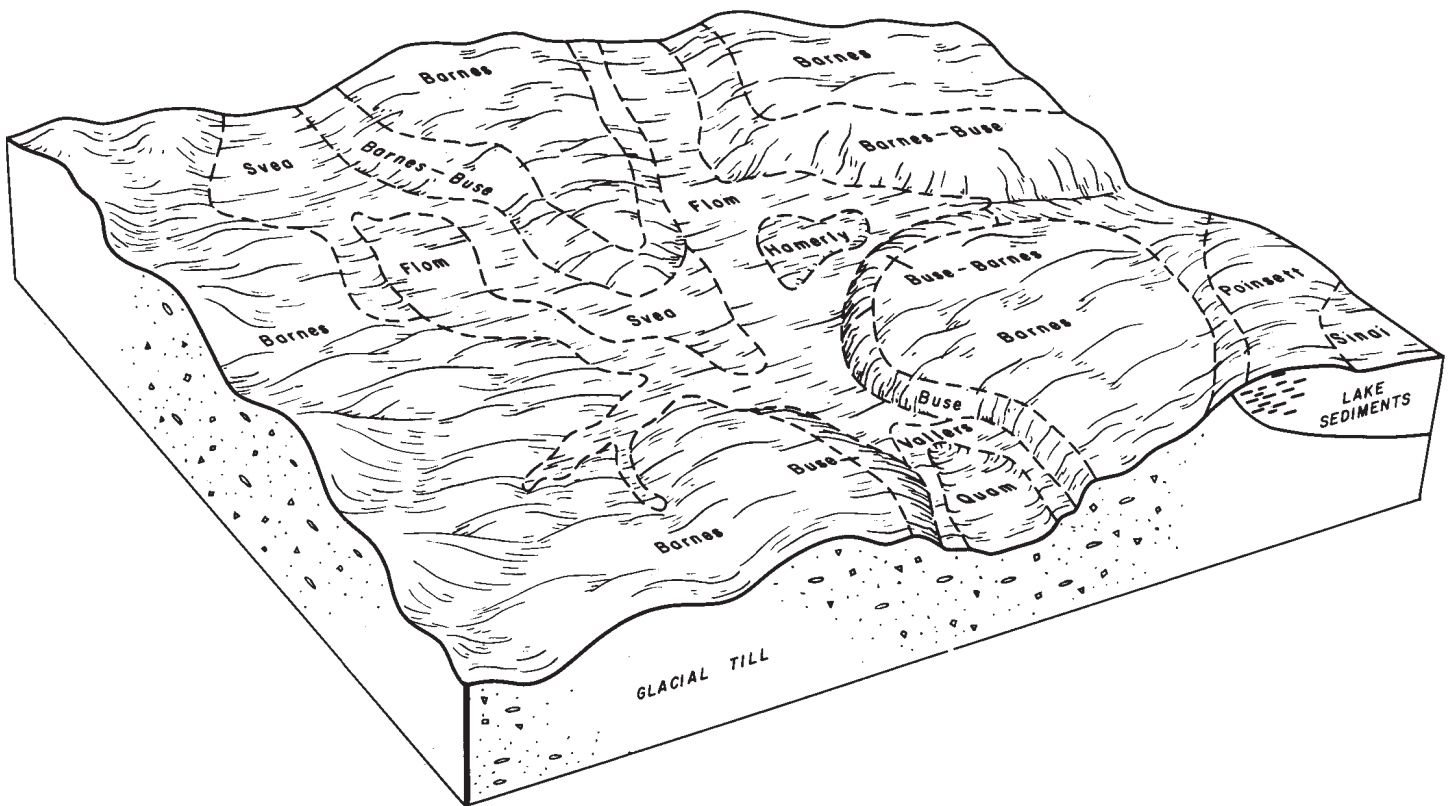 Barnes
Barnes
Barnes-Buse
Svea
Barnes-Buse
Flom
Hamerly
Flom
Buse-Barnes
Poinsett
Barnes
Svea
Barnes
Sinai
LAKE
SEDIMENTS
Buse
Vallers
Buse
Quam
Barnes
GLACIAL TILL